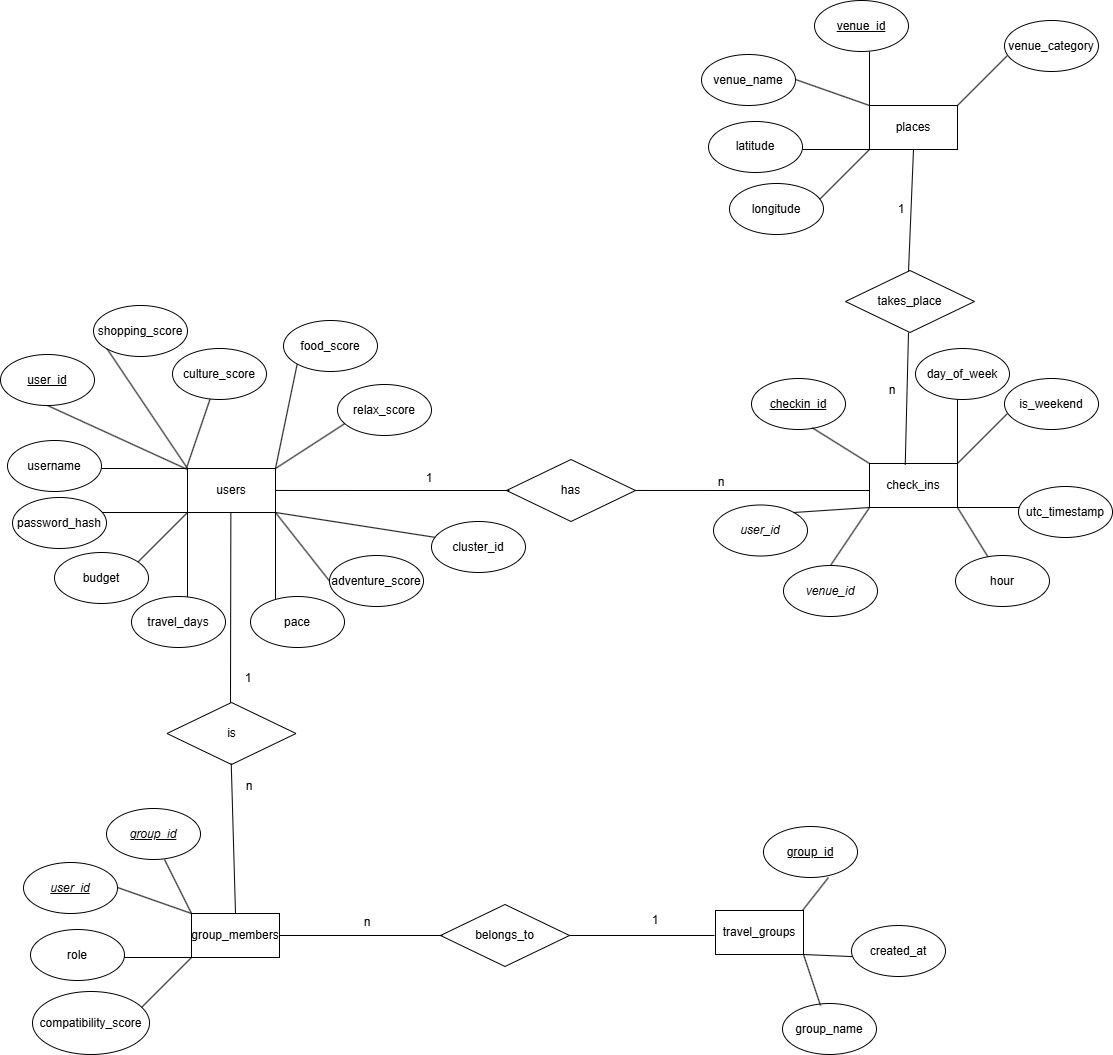 venue_id
venue_category
venue_name
places
latitude
longitude
1
takes_place
n
shopping_score
food_score
culture_score
user_id
relax_score
day_of_week
checkin_id
is_weekend
username
users
1
has
n
check_ins
password_hash
utc_timestamp
user_id
cluster_id
budget
adventure_score
venue_id
hour
travel_days
pace
1
is
n
group_id
group_id
user_id
n
1
group_members
belongs_to
travel_groups
role
created_at
compatibility_score
group_name